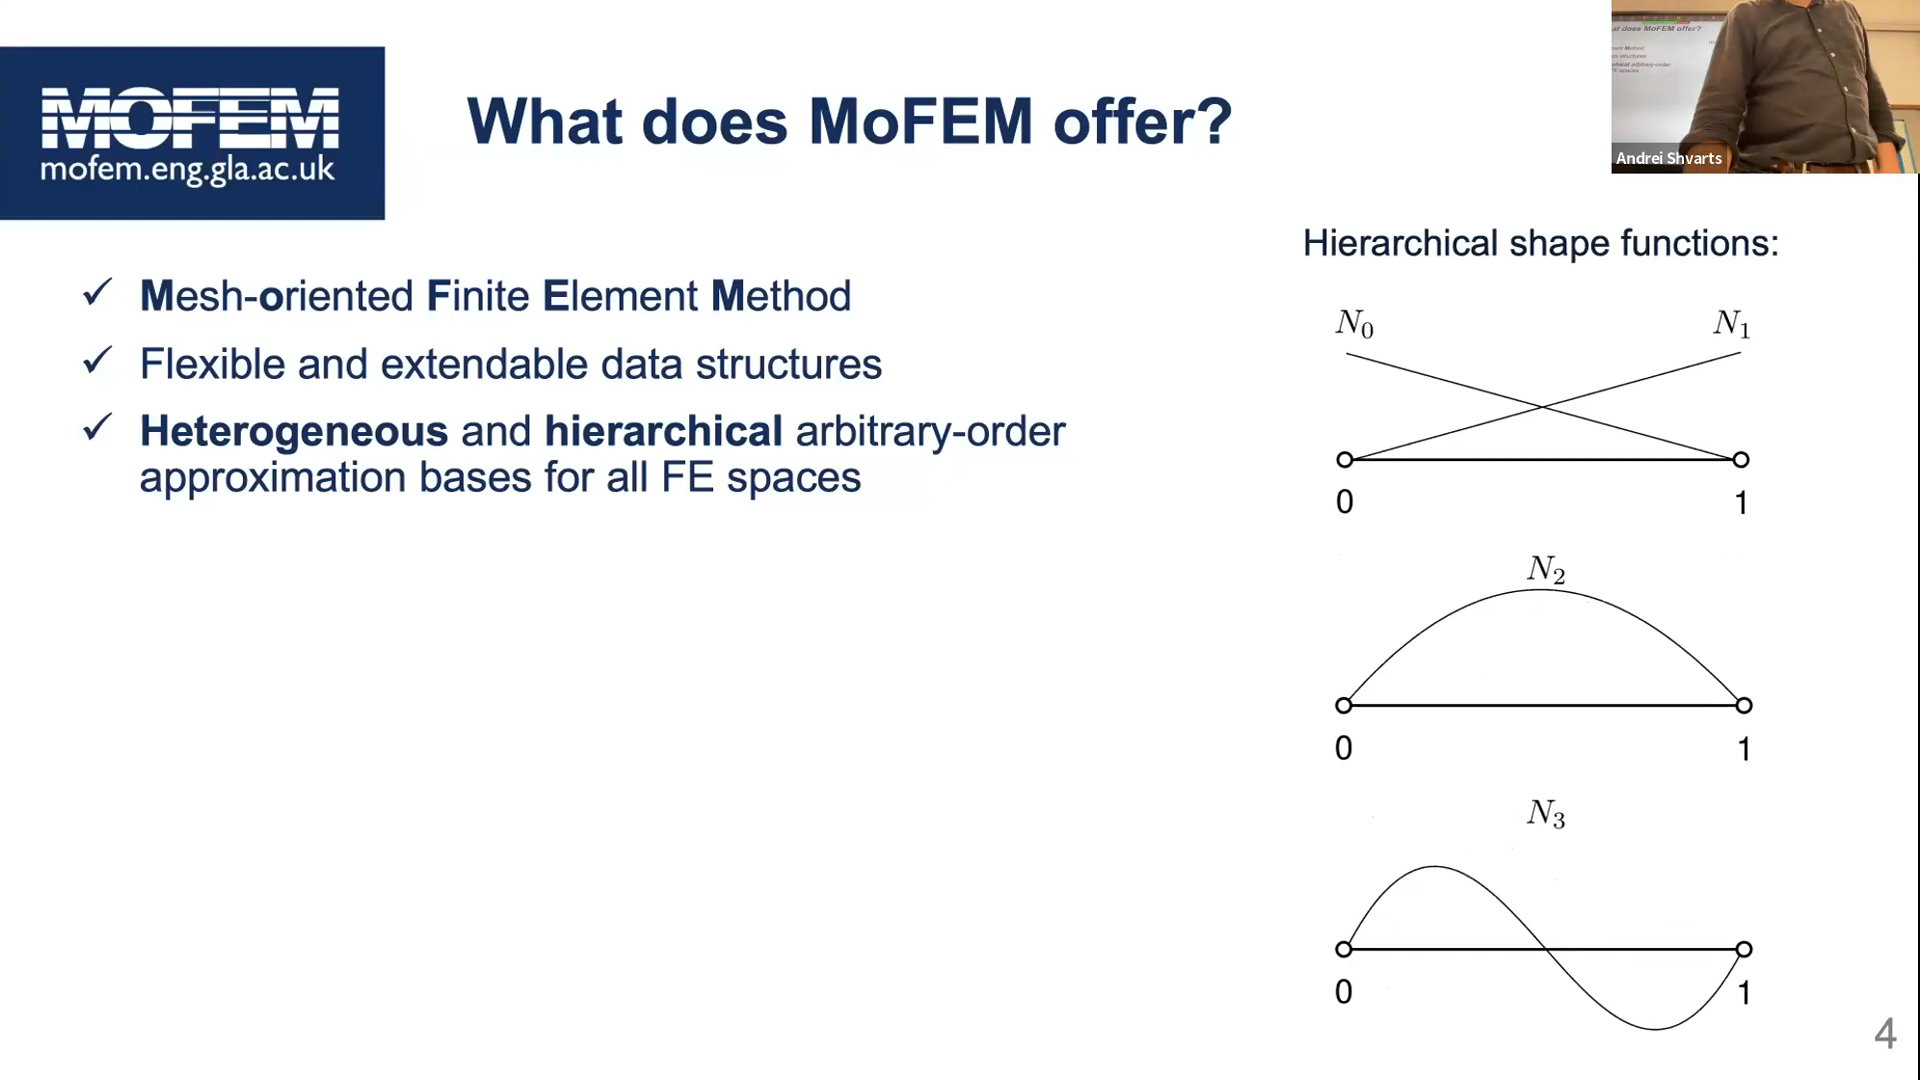 MOFEM
mofem.eng.gla.ac.uk
What does MoFEM offer?
Andrei Shvarts
✓ Mesh-oriented Finite Element Method
✓ Flexible and extendable data structures
✓ Heterogeneous and hierarchical arbitrary-order
approximation bases for all FE spaces
Hierarchical shape functions:
N₀ N₁
0 1
N₂
0 1
N₃
0 1
4